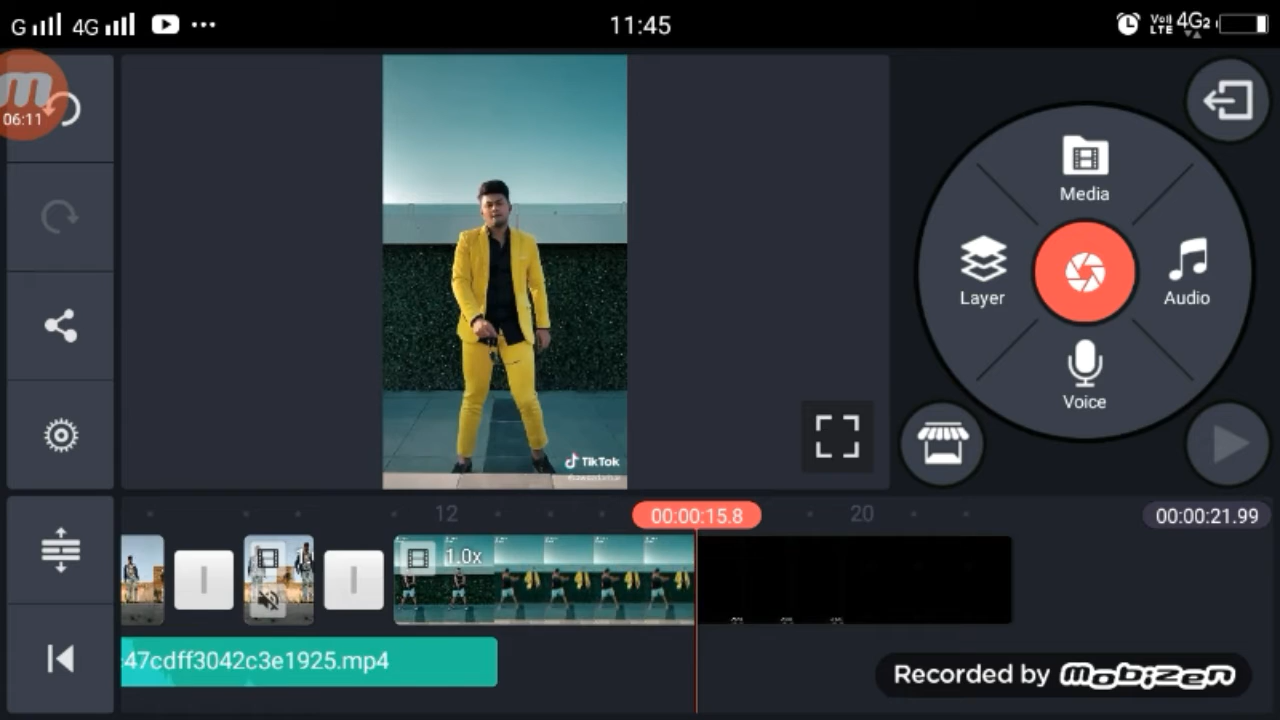 G 4G 11:45 Vo)) LTE 4G2
m
06:11
Media
Layer
Audio
Voice
TikTok
12
00:00:15.8
20
00:00:21.99
1.0x
47cdff3042c3e1925.mp4
Recorded by mobizen